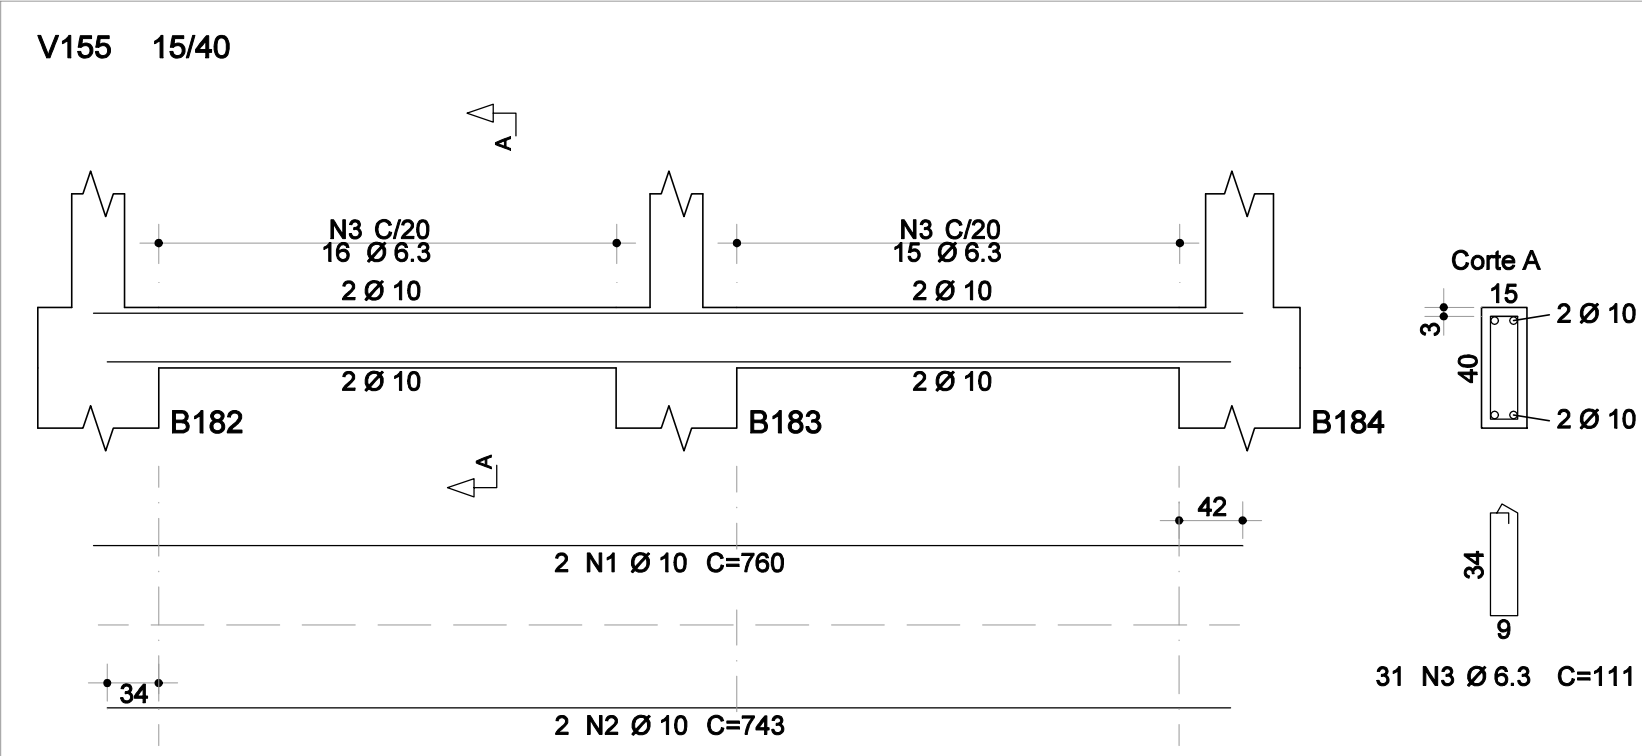 V155 15/40
A
N3 C/20
16 Ø 6.3
2 Ø 10
N3 C/20
15 Ø 6.3
2 Ø 10
Corte A
15
2 Ø 10
3
40
2 Ø 10
2 Ø 10
2 Ø 10
B182
B183
B184
A
42
2 N1 Ø 10 C=760
34
9
31 N3 Ø 6.3 C=111
34
2 N2 Ø 10 C=743